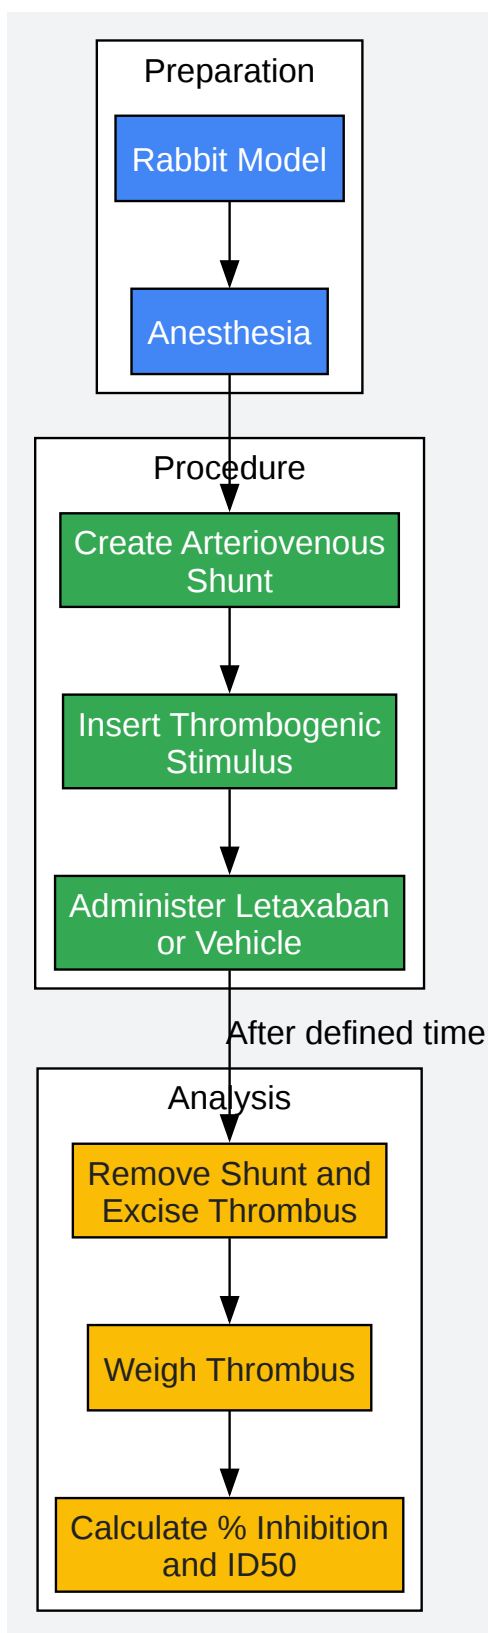 Preparation
Rabbit Model
Anesthesia
Procedure
Create Arteriovenous
Shunt
Insert Thrombogenic
Stimulus
Administer Letaxaban
or Vehicle
After defined time
Analysis
Remove Shunt and
Excise Thrombus
Weigh Thrombus
Calculate % Inhibition
and ID50